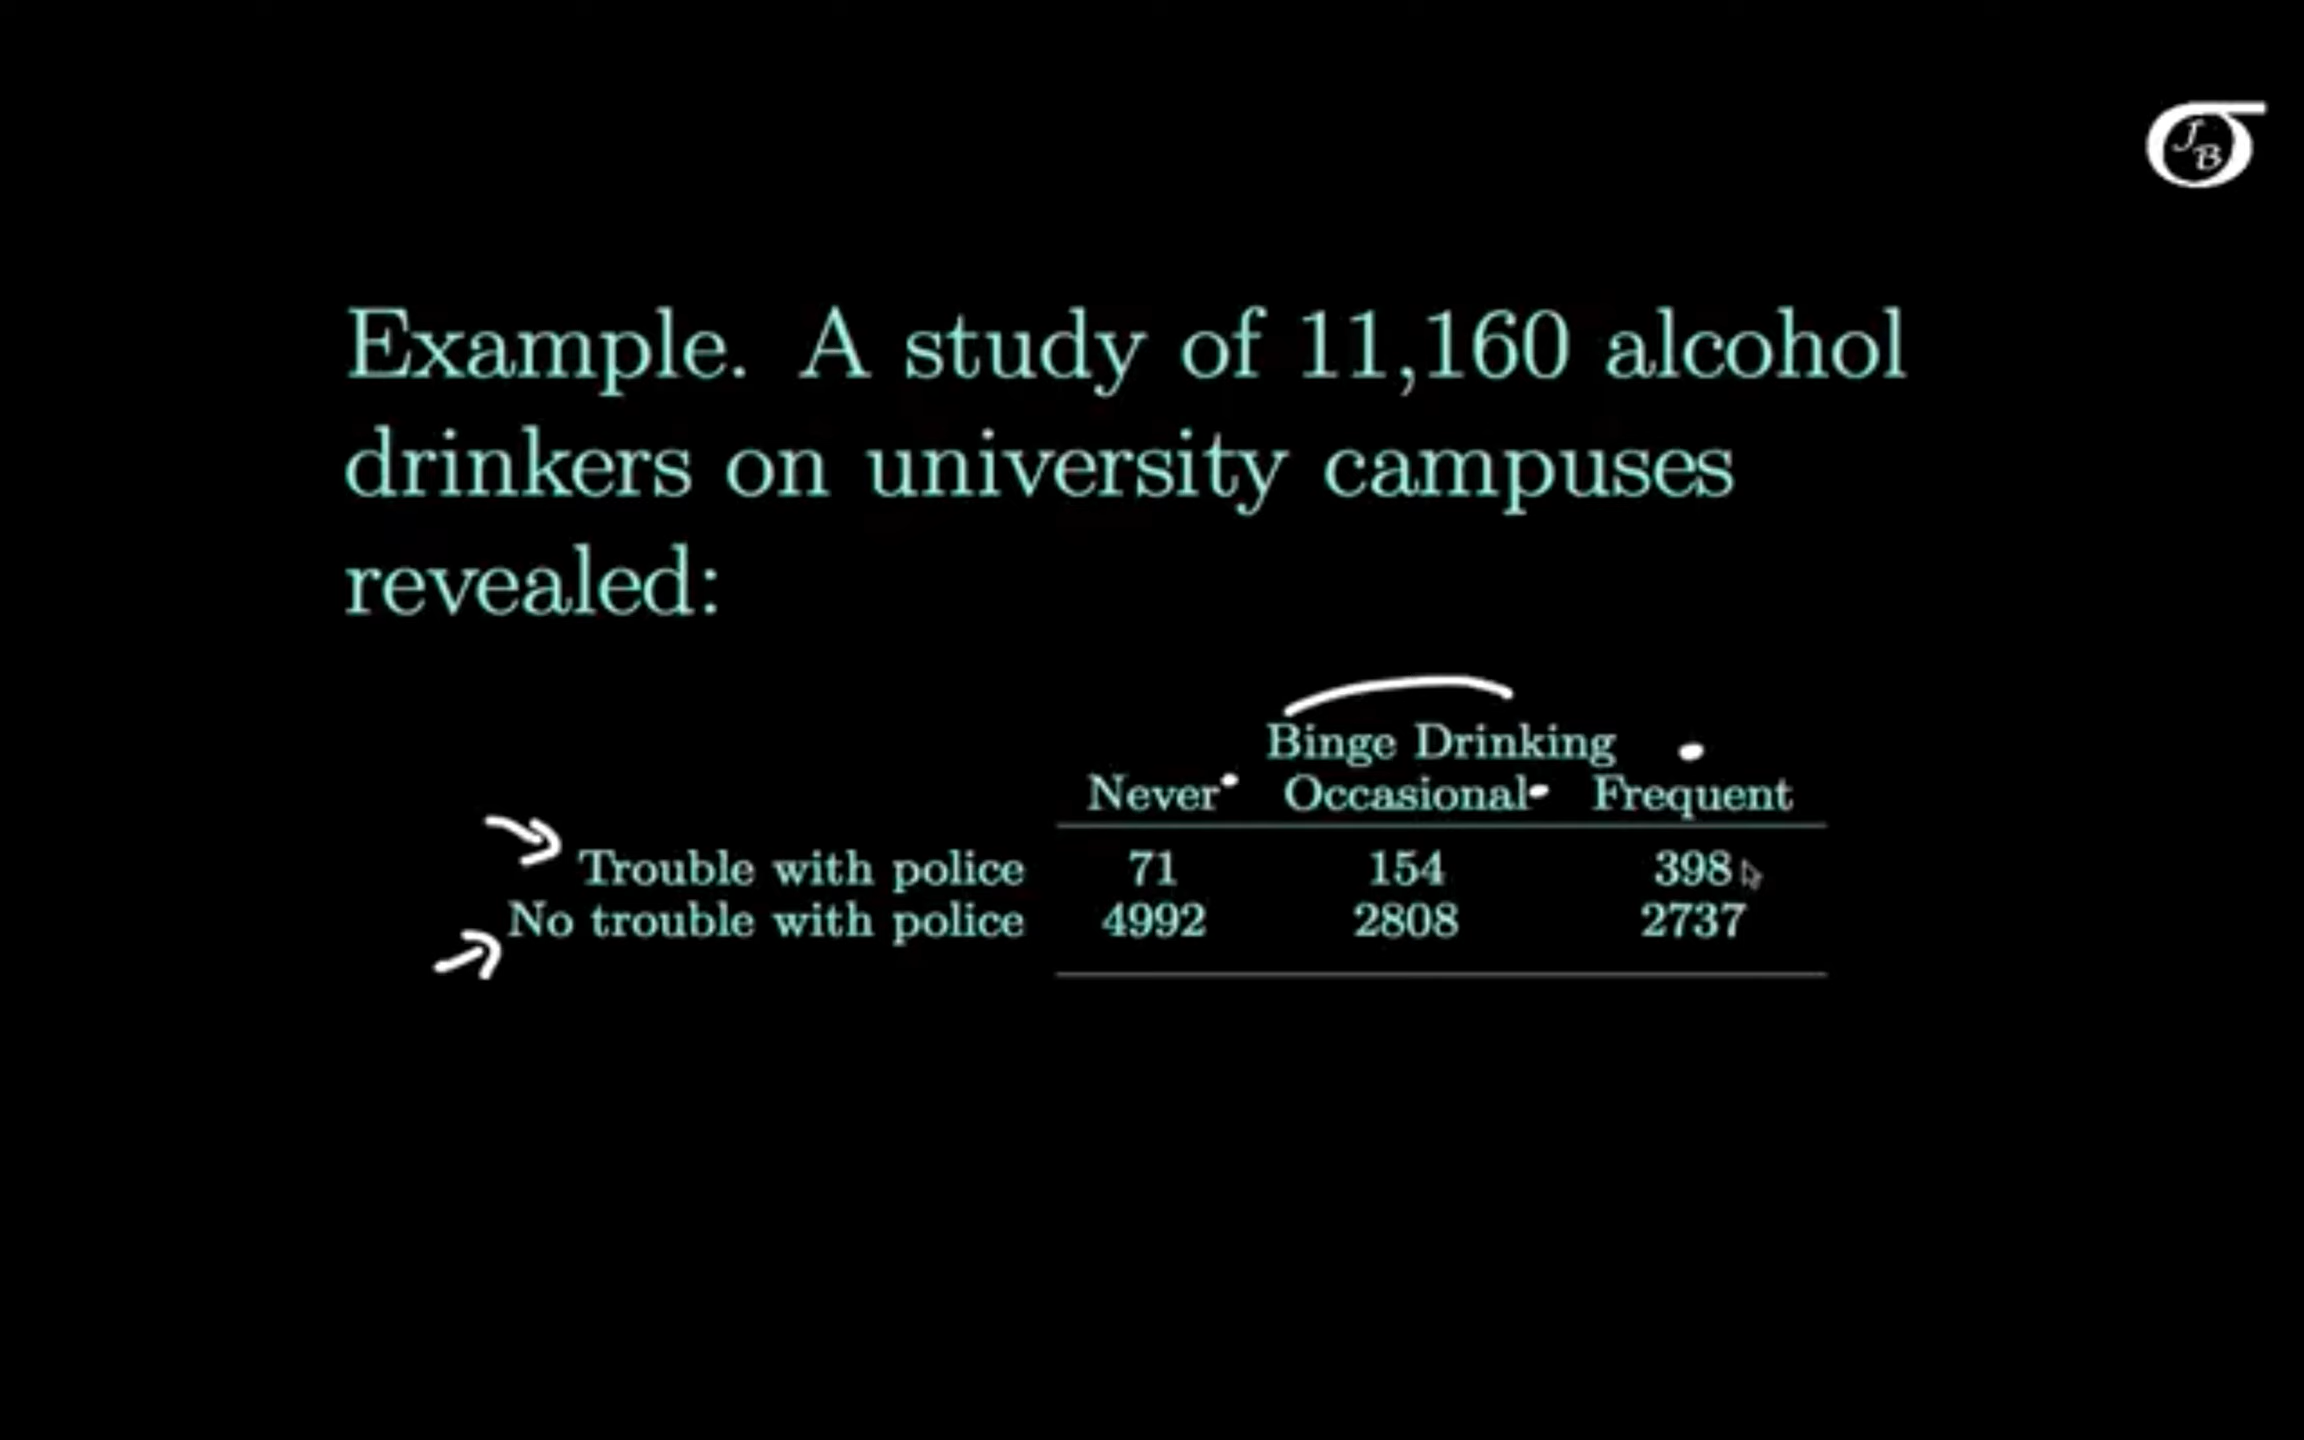 J
B
Example. A study of 11,160 alcohol
drinkers on university campuses
revealed:
Binge Drinking
Never Occasional Frequent
Trouble with police 71 154 398
No trouble with police 4992 2808 2737